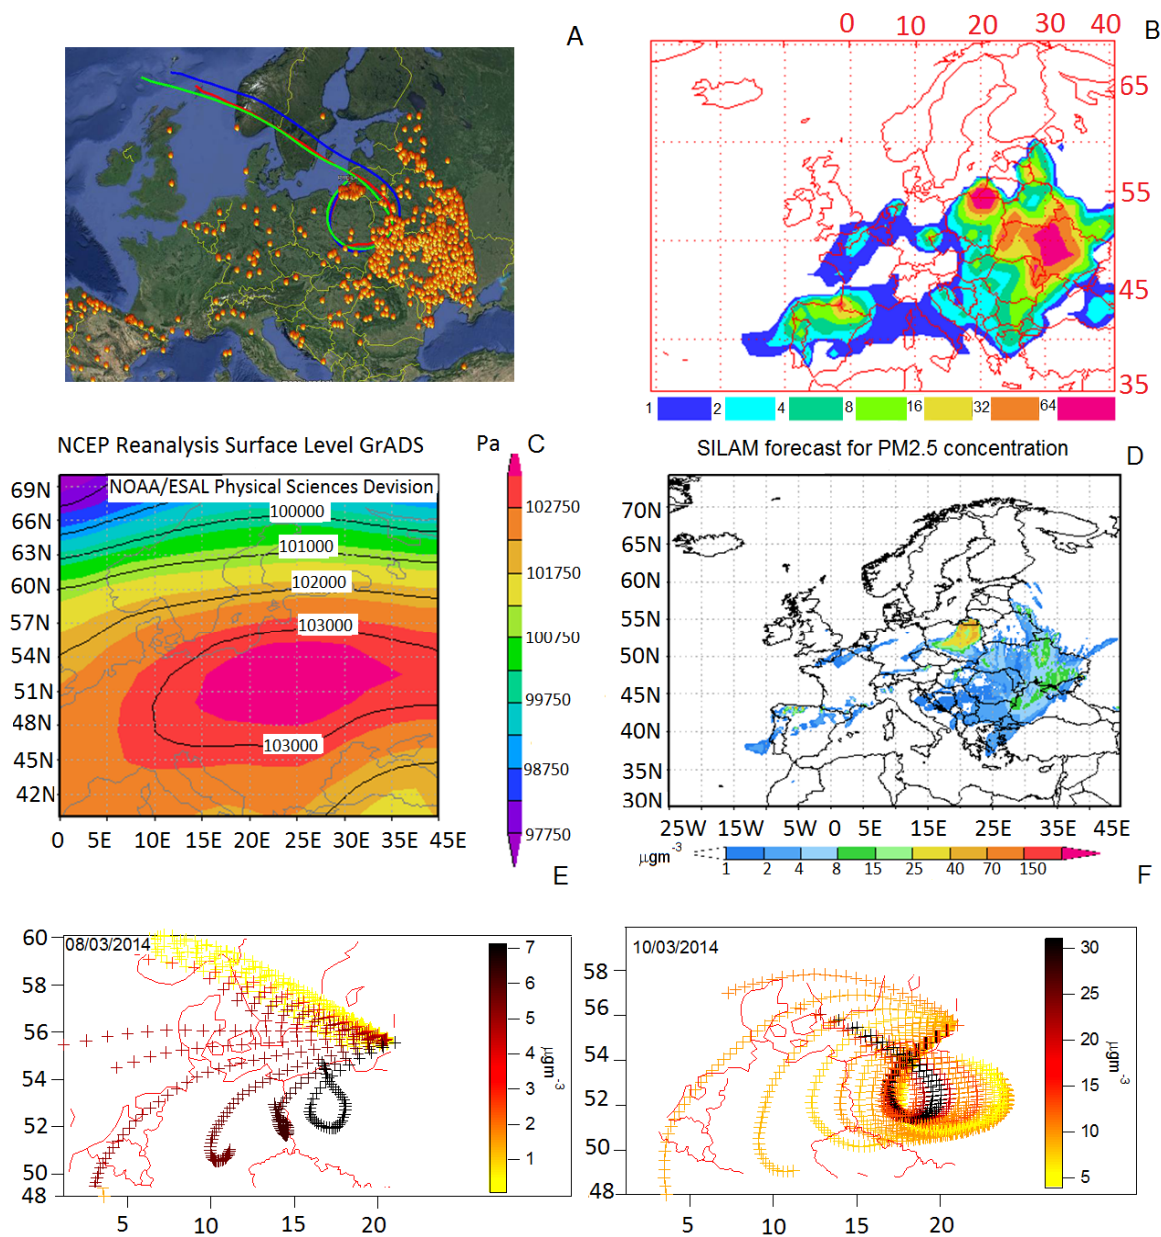 A
0 10 20 30 40
B
65
55
45
35
1 2 4 8 16 32 64
NCEP Reanalysis Surface Level GrADS
Pa
C
NOAA/ESAL Physical Sciences Devision
69N
66N
63N
60N
57N
54N
51N
48N
45N
42N
100000
101000
102000
103000
103000
0 5E 10E 15E 20E 25E 30E 35E 45E
102750
101750
100750
99750
98750
97750
SILAM forecast for PM2.5 concentration
D
70N
65N
60N
55N
50N
45N
40N
35N
30N
25W 15W 5W 0 5E 15E 25E 35E 45E
μgm-3
1 2 4 8 15 25 40 70 150
E
08/03/2014
60
59
58
56
54
52
50
48
5 10 15 20
7
6
5
4
3
2
1
μgm-3
F
10/03/2014
58
56
54
52
50
48
5 10 15 20
30
25
20
15
10
5
μgm-3